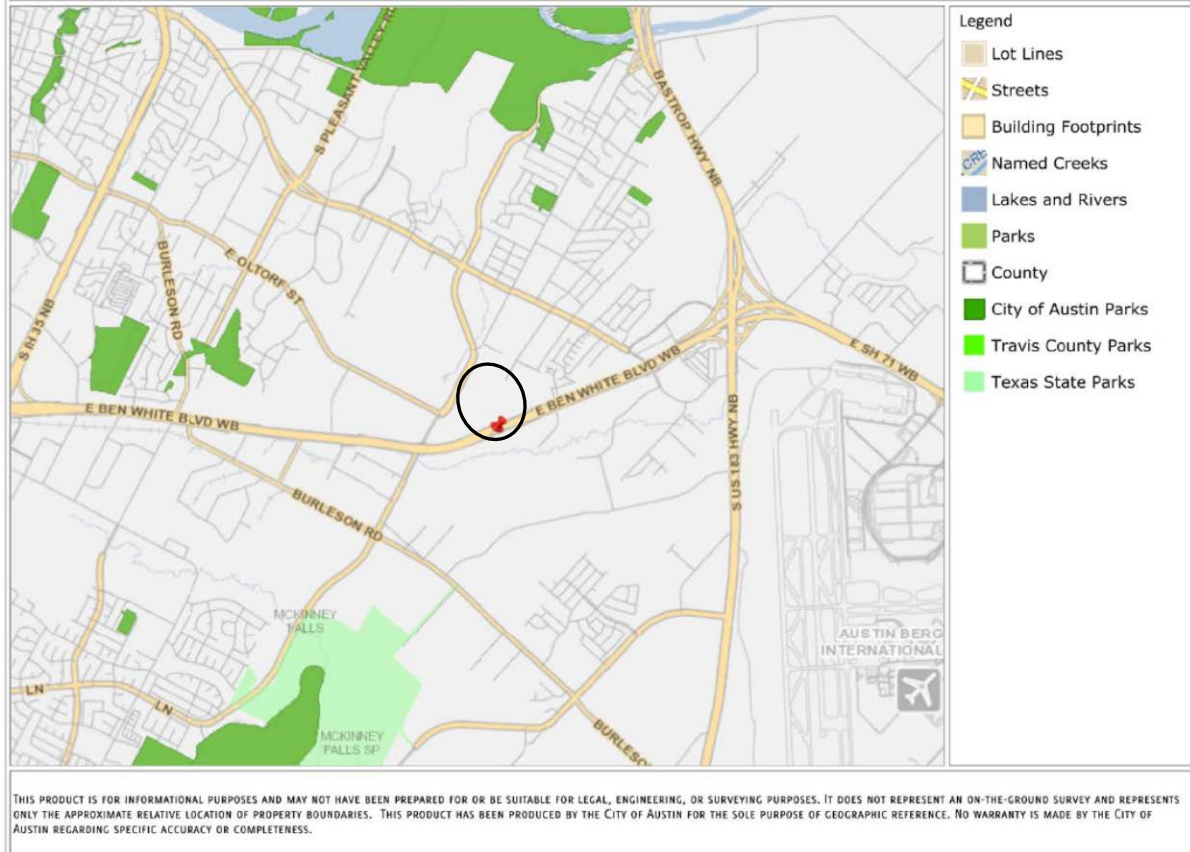 S PLEASANT VALLEY RD
BASTROP HWY NB
BURLESON RD
E OLTORF ST
S IH 35 NB
E BEN WHITE BLVD WB
E BEN WHITE BLVD WB
E SH 71 WB
S US 183 HWY NB
BURLESON RD
MCKINNEY
FALLS
AUSTIN BERG
INTERNATIONAL
LN
LN
MCKINNEY
FALLS SP
BURLESO
Legend
Lot Lines
Streets
Building Footprints
CRE
Named Creeks
Lakes and Rivers
Parks
County
City of Austin Parks
Travis County Parks
Texas State Parks
THIS PRODUCT IS FOR INFORMATIONAL PURPOSES AND MAY NOT HAVE BEEN PREPARED FOR OR BE SUITABLE FOR LEGAL, ENGINEERING, OR SURVEYING PURPOSES. IT DOES NOT REPRESENT AN ON-THE-GROUND SURVEY AND REPRESENTS
ONLY THE APPROXIMATE RELATIVE LOCATION OF PROPERTY BOUNDARIES. THIS PRODUCT HAS BEEN PRODUCED BY THE CITY OF AUSTIN FOR THE SOLE PURPOSE OF GEOGRAPHIC REFERENCE. NO WARRANTY IS MADE BY THE CITY OF
AUSTIN REGARDING SPECIFIC ACCURACY OR COMPLETENESS.